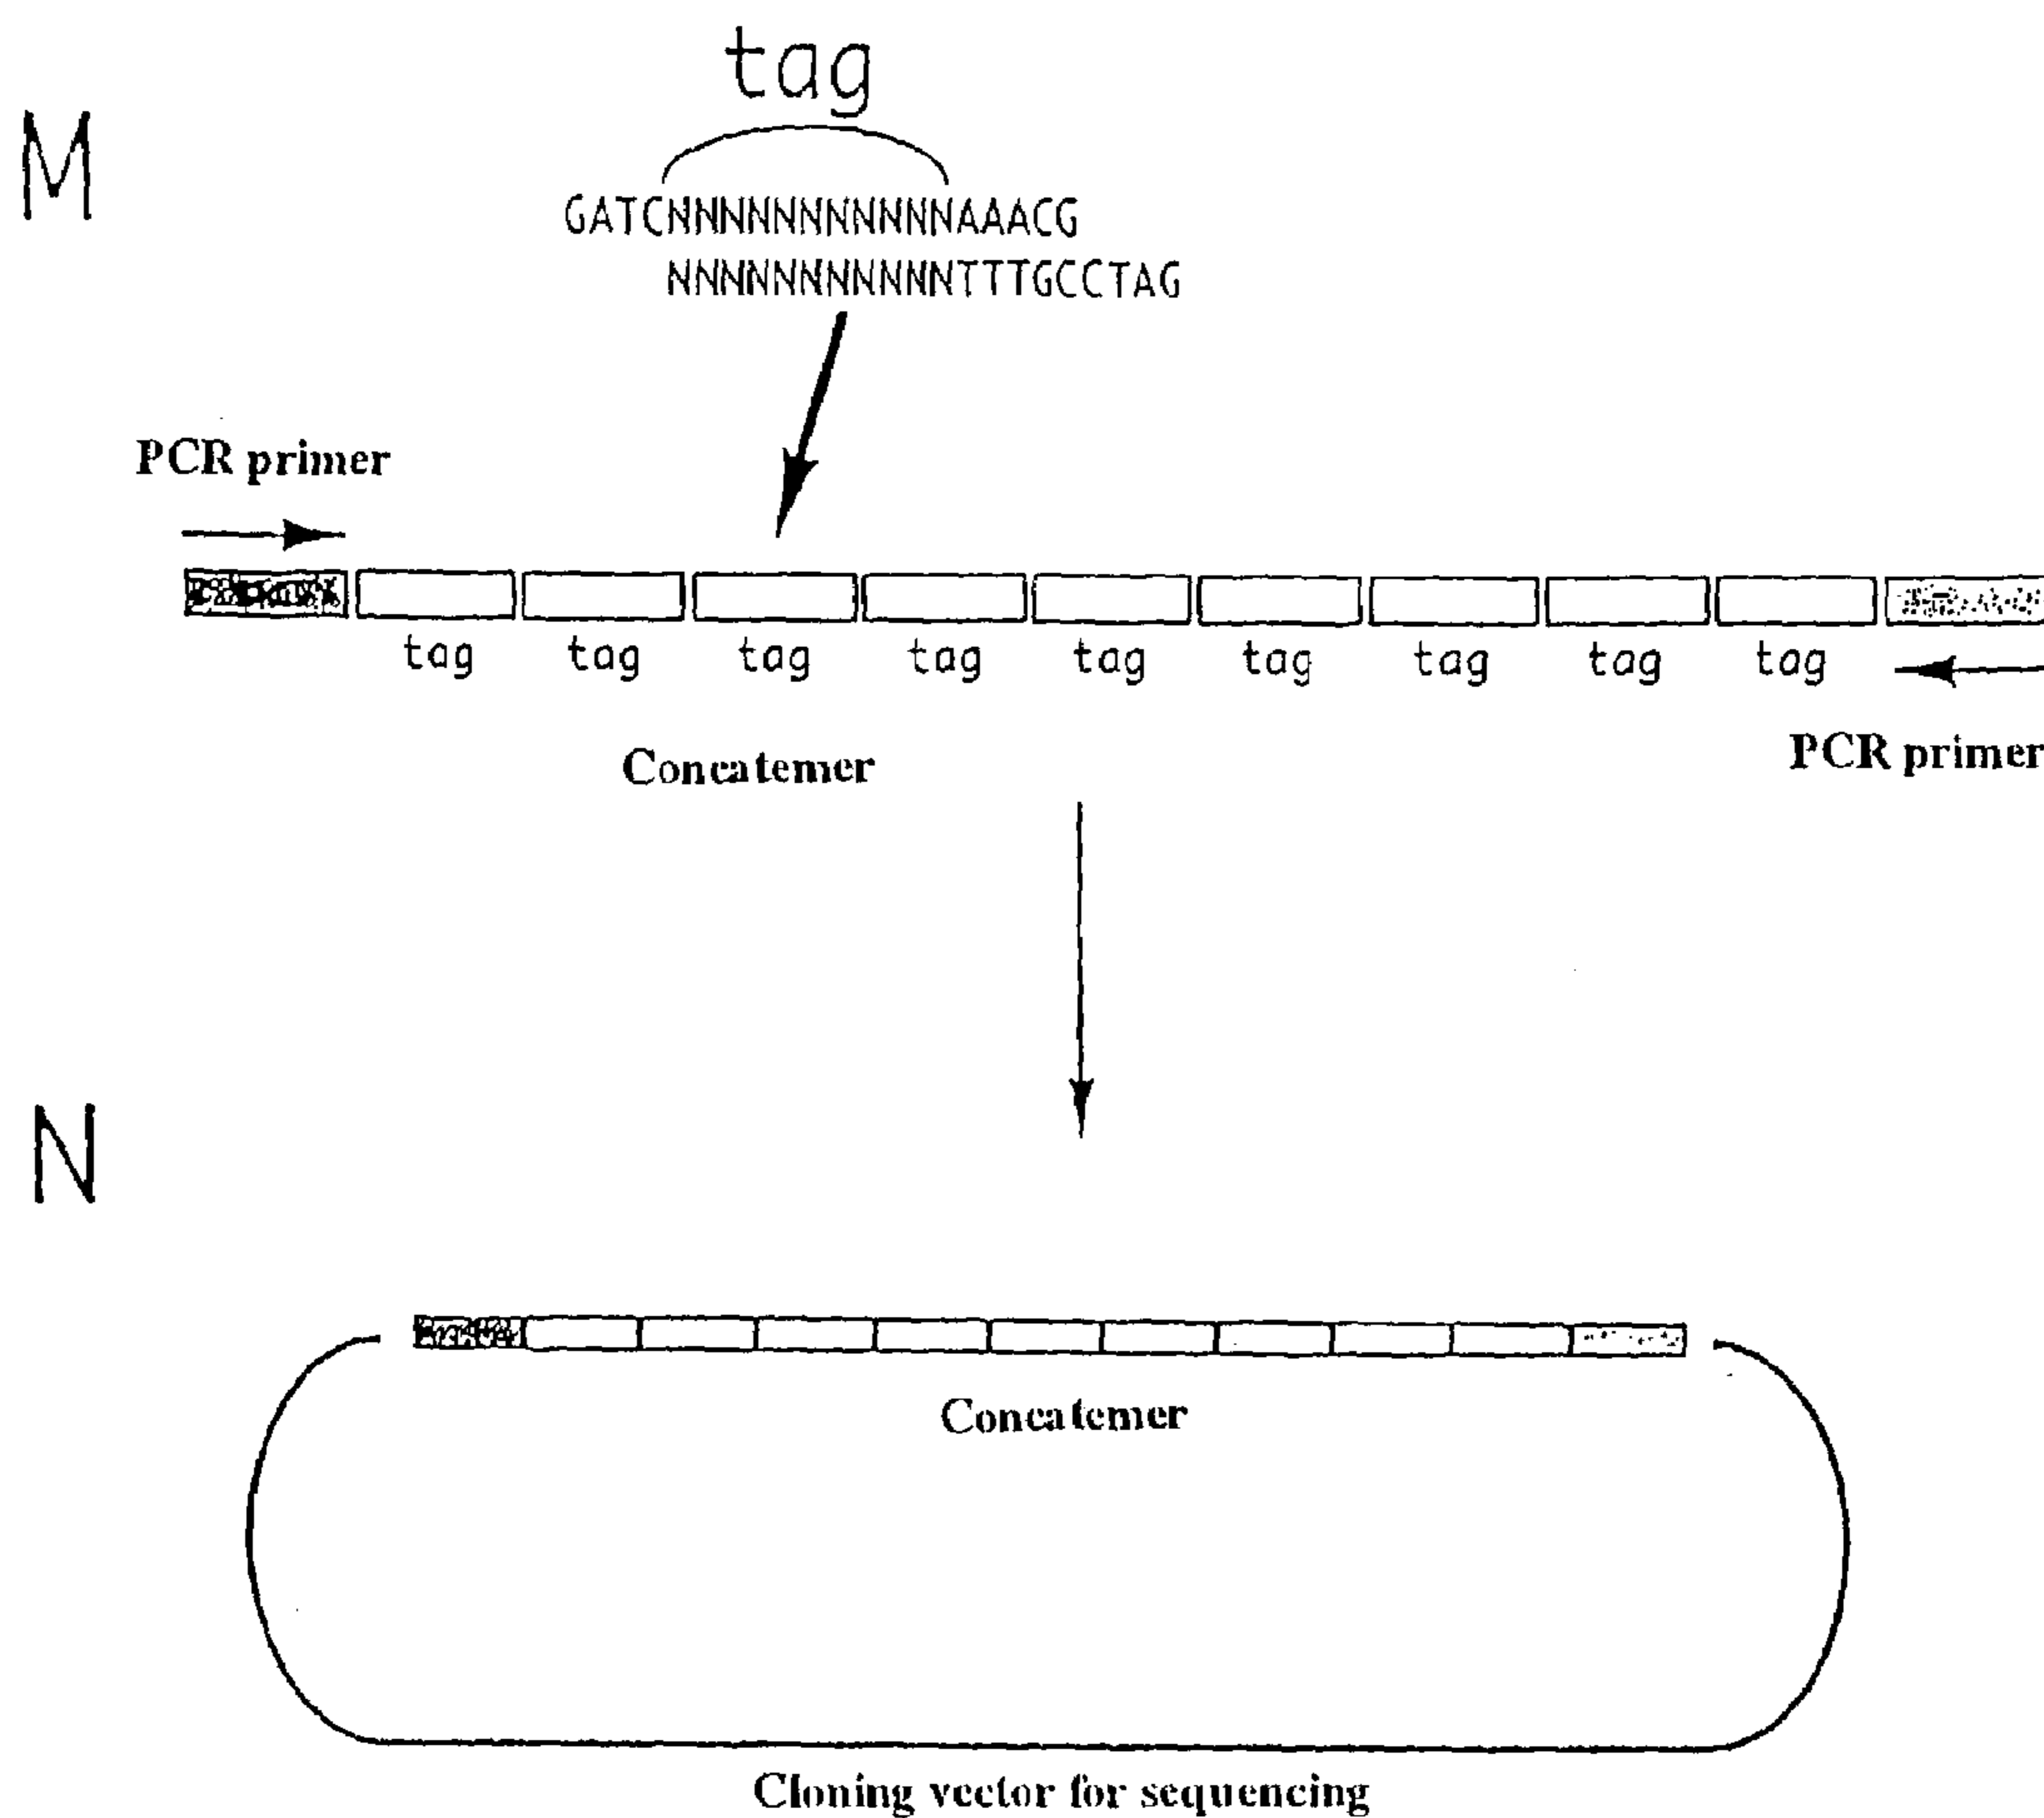 tag
M
GATCNNNNNNNNNNNAAACG
NNNNNNNNNNNTTTGCCTAG
PCR primer
tag tag tag tag tag tag tag tag tag
Concatemer
PCR primer
N
Concatemer
Cloning vector for sequencing